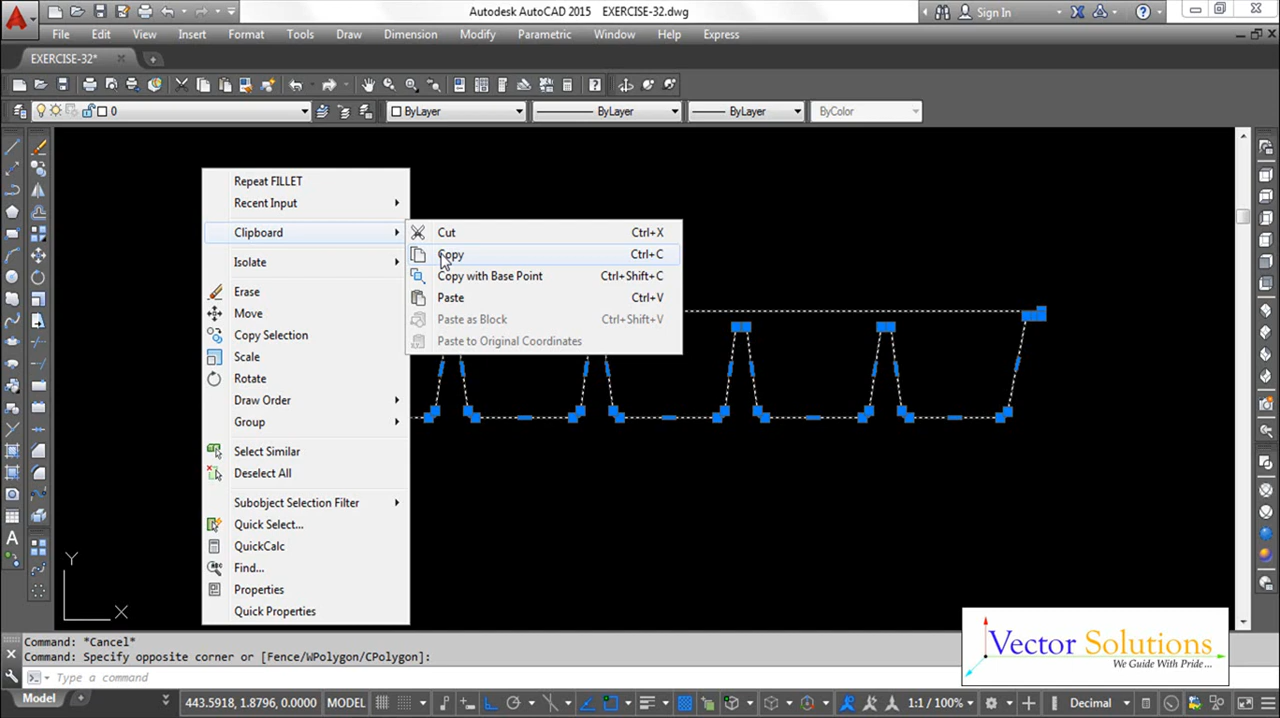 Autodesk AutoCAD 2015 EXERCISE-32.dwg
Sign In
File Edit View Insert Format Tools Draw Dimension Modify Parametric Window Help Express
EXERCISE-32*
0
ByLayer ByLayer ByLayer ByColor
Repeat FILLET
Recent Input
Clipboard
Isolate
Erase
Move
Copy Selection
Scale
Rotate
Draw Order
Group
Select Similar
Deselect All
Subobject Selection Filter
Quick Select...
QuickCalc
Find...
Properties
Quick Properties
Cut Ctrl+X
Copy Ctrl+C
Copy with Base Point Ctrl+Shift+C
Paste Ctrl+V
Paste as Block Ctrl+Shift+V
Paste to Original Coordinates
Y
X
A
Vector Solutions
We Guide With Pride...
Command: *Cancel*
Command: Specify opposite corner or [Fence/WPolygon/CPolygon]:
Type a command
Model
443.5918, 1.8796, 0.0000 MODEL
1:1 / 100%
Decimal